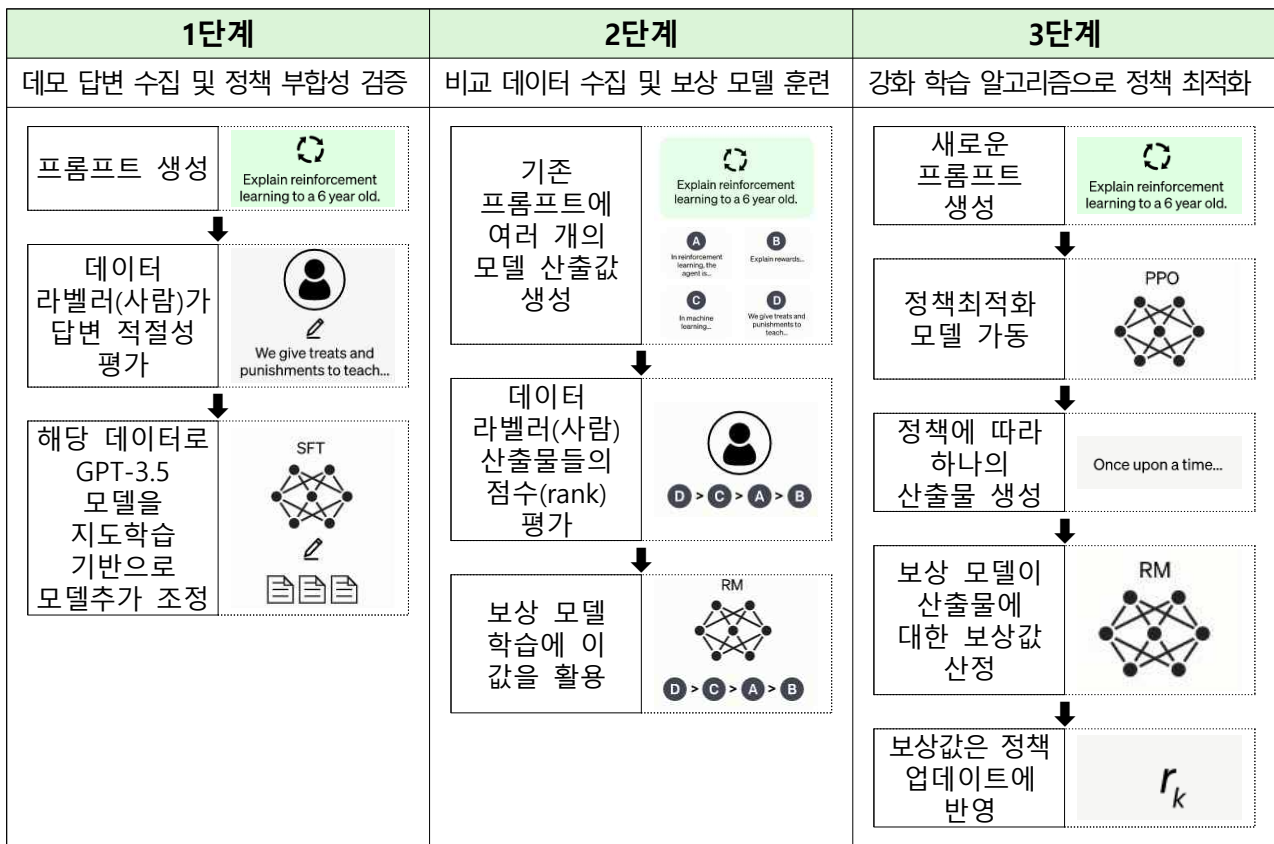 1단계
데모 답변 수집 및 정책 부합성 검증
프롬프트 생성
Explain reinforcement
learning to a 6 year old.
데이터
라벨러(사람)가
답변 적절성
평가
We give treats and
punishments to teach...
해당 데이터로
GPT-3.5
모델을
지도학습
기반으로
모델추가 조정
SFT
2단계
비교 데이터 수집 및 보상 모델 훈련
기존
프롬프트에
여러 개의
모델 산출값
생성
Explain reinforcement
learning to a 6 year old.
A
In reinforcement
learning, the
agent is...
B
Explain rewards...
C
In machine
learning...
D
We give treats and
punishments to
teach...
데이터
라벨러(사람)
산출물들의
점수(rank)
평가
D > C > A > B
보상 모델
학습에 이
값을 활용
RM
D > C > A > B
3단계
강화 학습 알고리즘으로 정책 최적화
새로운
프롬프트
생성
Explain reinforcement
learning to a 6 year old.
정책최적화
모델 가동
PPO
정책에 따라
하나의
산출물 생성
Once upon a time...
보상 모델이
산출물에
대한 보상값
산정
RM
보상값은 정책
업데이트에
반영
r_k